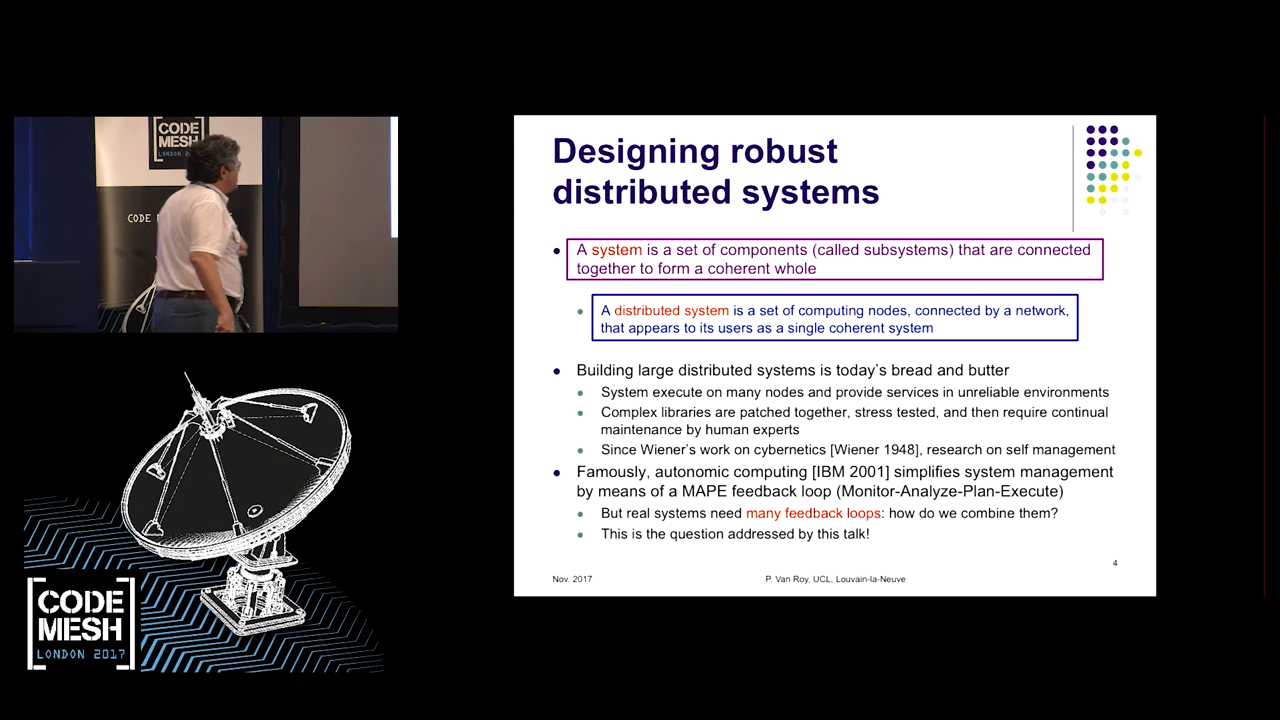 CODE
MESH
LONDON 2017
CODE
Designing robust
distributed systems
A system is a set of components (called subsystems) that are connected
together to form a coherent whole
A distributed system is a set of computing nodes, connected by a network,
that appears to its users as a single coherent system
Building large distributed systems is today's bread and butter
System execute on many nodes and provide services in unreliable environments
Complex libraries are patched together, stress tested, and then require continual
maintenance by human experts
Since Wiener's work on cybernetics [Wiener 1948], research on self management
Famously, autonomic computing [IBM 2001] simplifies system management
by means of a MAPE feedback loop (Monitor-Analyze-Plan-Execute)
But real systems need many feedback loops: how do we combine them?
This is the question addressed by this talk!
4
Nov. 2017 P. Van Roy, UCL, Louvain-la-Neuve
CODE
MESH
LONDON 2017